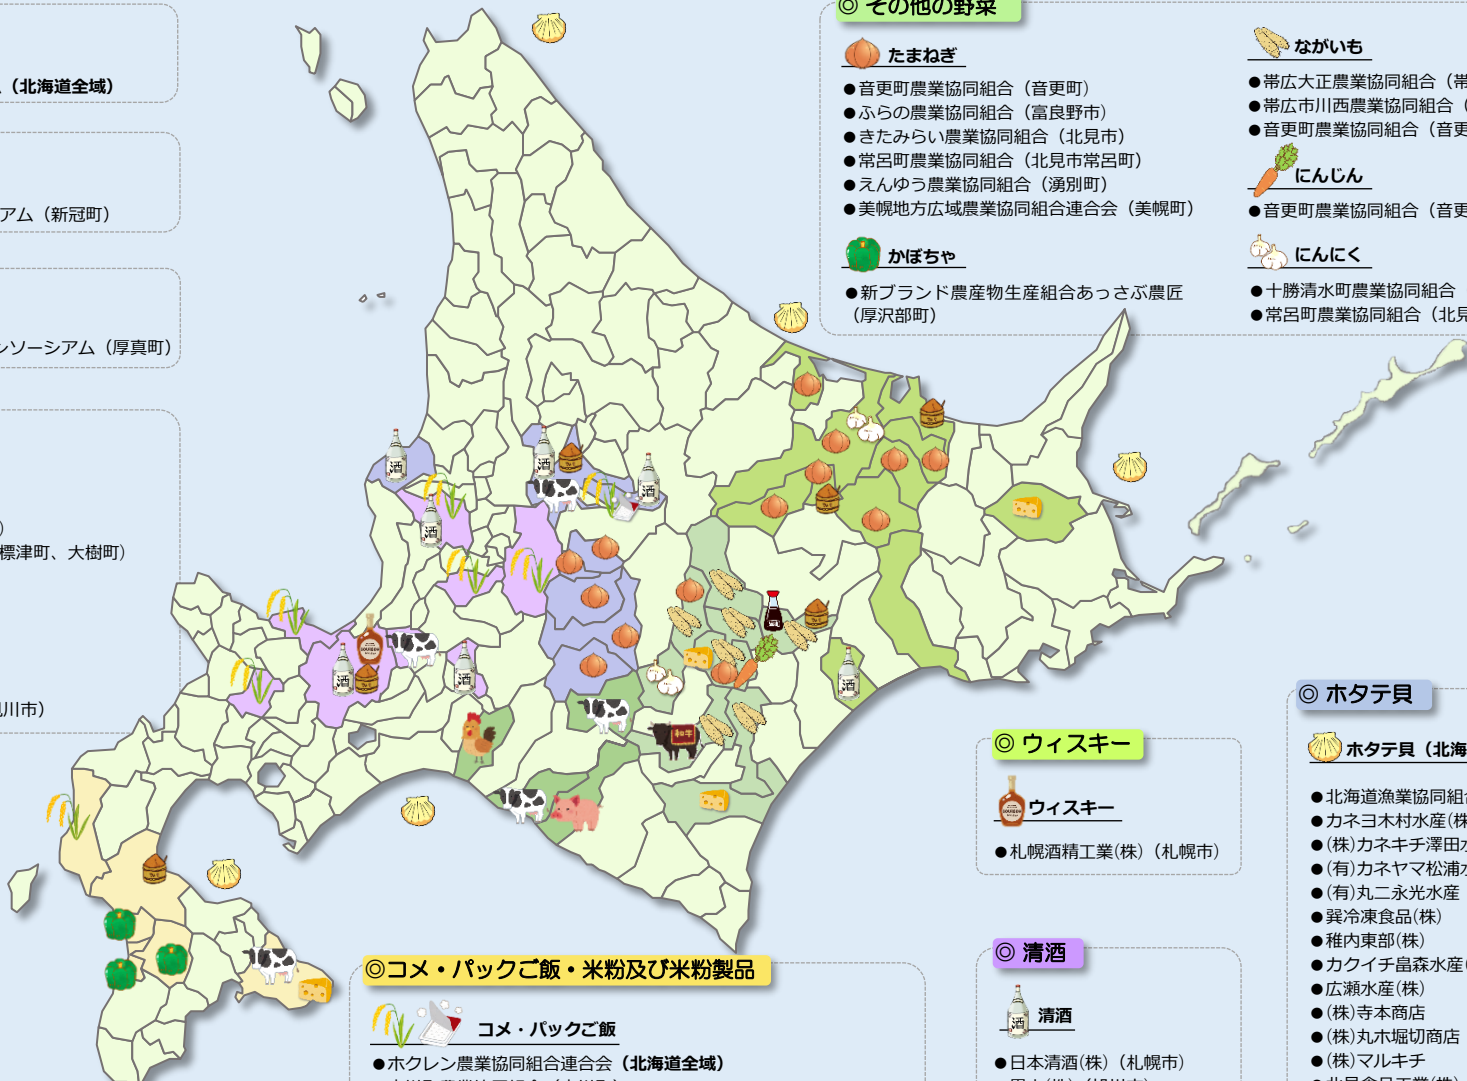 （北海道全域）
アム（新冠町）
ンソーシアム（厚真町）
標津町、大樹町）
川市）
◎ その他の野菜
たまねぎ
●音更町農業協同組合（音更町）
●ふらの農業協同組合（富良野市）
●きたみらい農業協同組合（北見市）
●常呂町農業協同組合（北見市常呂町）
●えんゆう農業協同組合（湧別町）
●美幌地方広域農業協同組合連合会（美幌町）
かぼちゃ
●新ブランド農産物生産組合あっさぶ農匠
（厚沢部町）
ながいも
●帯広大正農業協同組合（帯
●帯広市川西農業協同組合（
●音更町農業協同組合（音更
にんじん
●音更町農業協同組合（音更
にんにく
●十勝清水町農業協同組合
●常呂町農業協同組合（北見
酒
酒
酒
酒
酒
酒
酒
和牛
◎ ウィスキー
ウィスキー
●札幌酒精工業(株)（札幌市）
◎ 清酒
酒
清酒
●日本清酒(株)（札幌市）
◎コメ・パックご飯・米粉及び米粉製品
コメ・パックご飯
●ホクレン農業協同組合連合会（北海道全域）
◎ ホタテ貝
ホタテ貝（北海
●北海道漁業協同組合
●カネヨ木村水産(株
●(株)カネキチ澤田水
●(有)カネヤマ松浦水
●(有)丸二永光水産
●巽冷凍食品(株)
●稚内東部(株)
●カクイチ畠森水産(
●広瀬水産(株)
●(株)寺本商店
●(株)丸ホ堀切商店
●(株)マルキチ